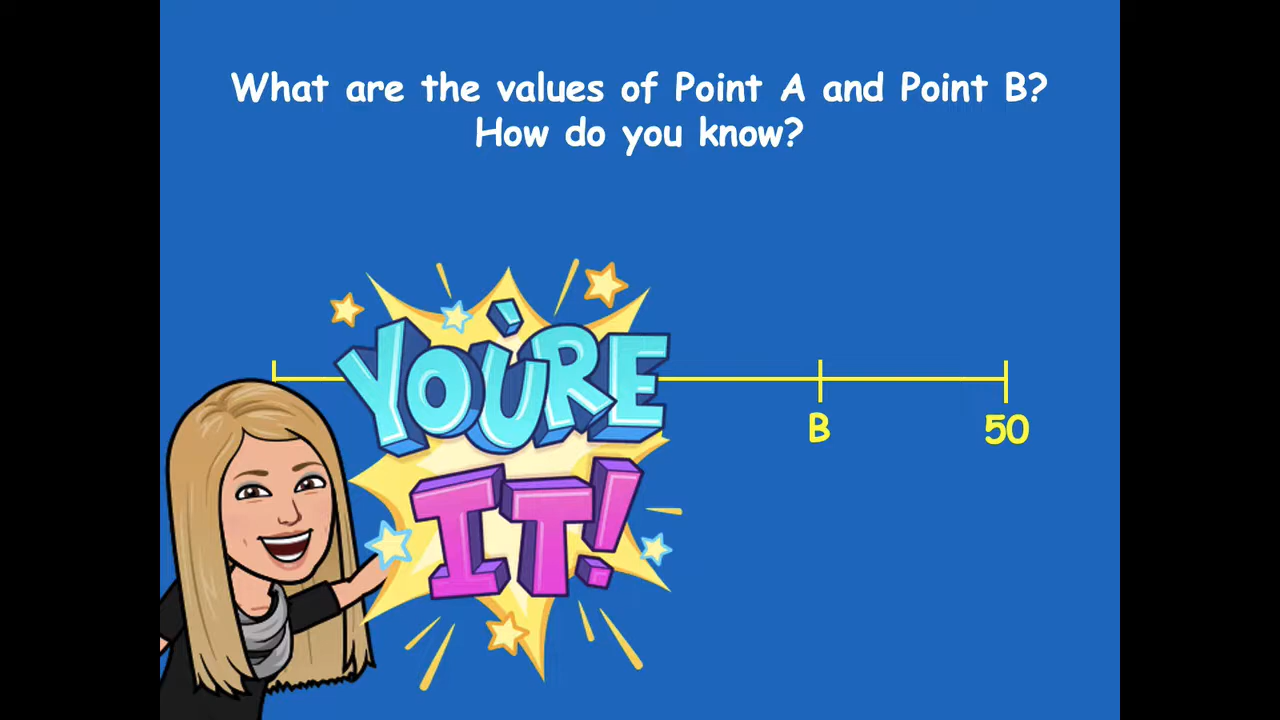 What are the values of Point A and Point B?
How do you know?
YOU'RE
IT!
B
50